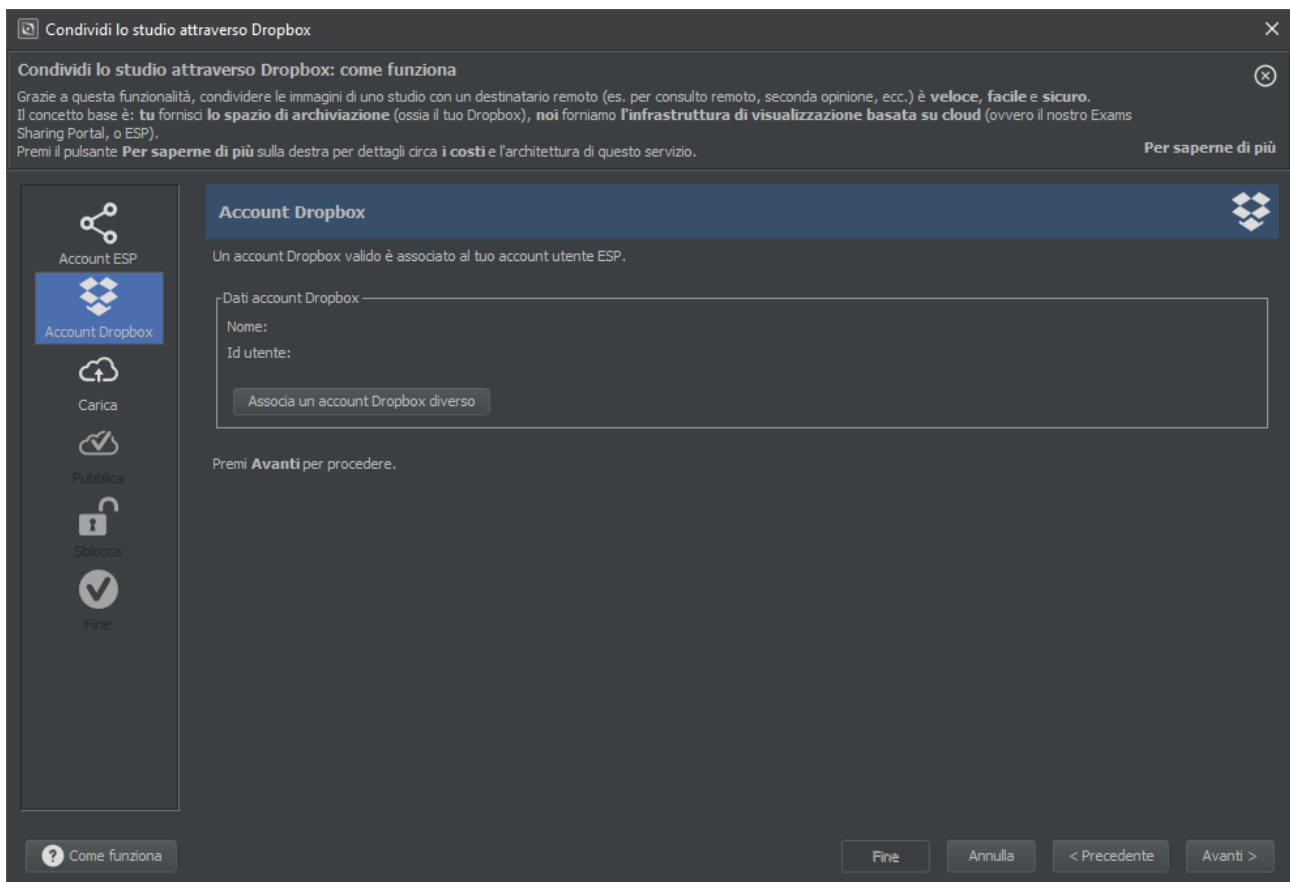 Condividi lo studio attraverso Dropbox
Condividi lo studio attraverso Dropbox: come funziona
Grazie a questa funzionalità, condividere le immagini di uno studio con un destinatario remoto (es. per consulto remoto, seconda opinione, ecc.) è veloce, facile e sicuro.
Il concetto base è: tu fornisci lo spazio di archiviazione (ossia il tuo Dropbox), noi forniamo l'infrastruttura di visualizzazione basata su cloud (ovvero il nostro Exams
Sharing Portal, o ESP).
Premi il pulsante Per saperne di più sulla destra per dettagli circa i costi e l'architettura di questo servizio.
Per saperne di più
Account ESP
Account Dropbox
Carica
Pubblica
Sblocca
Fine
Account Dropbox
Un account Dropbox valido è associato al tuo account utente ESP.
Dati account Dropbox
Nome:
Id utente:
Associa un account Dropbox diverso
Premi Avanti per procedere.
? Come funziona
Fine
Annulla
< Precedente
Avanti >